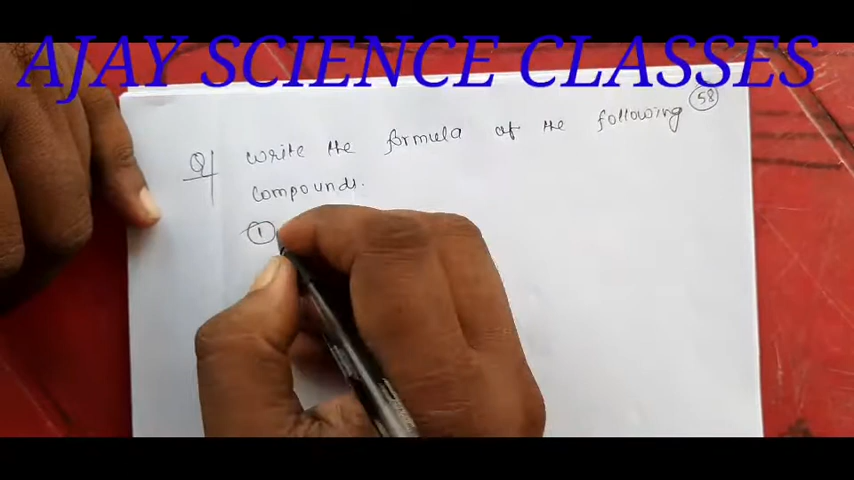 AJAY SCIENCE CLASSES
58
Q write the formula of the following
compounds.
1